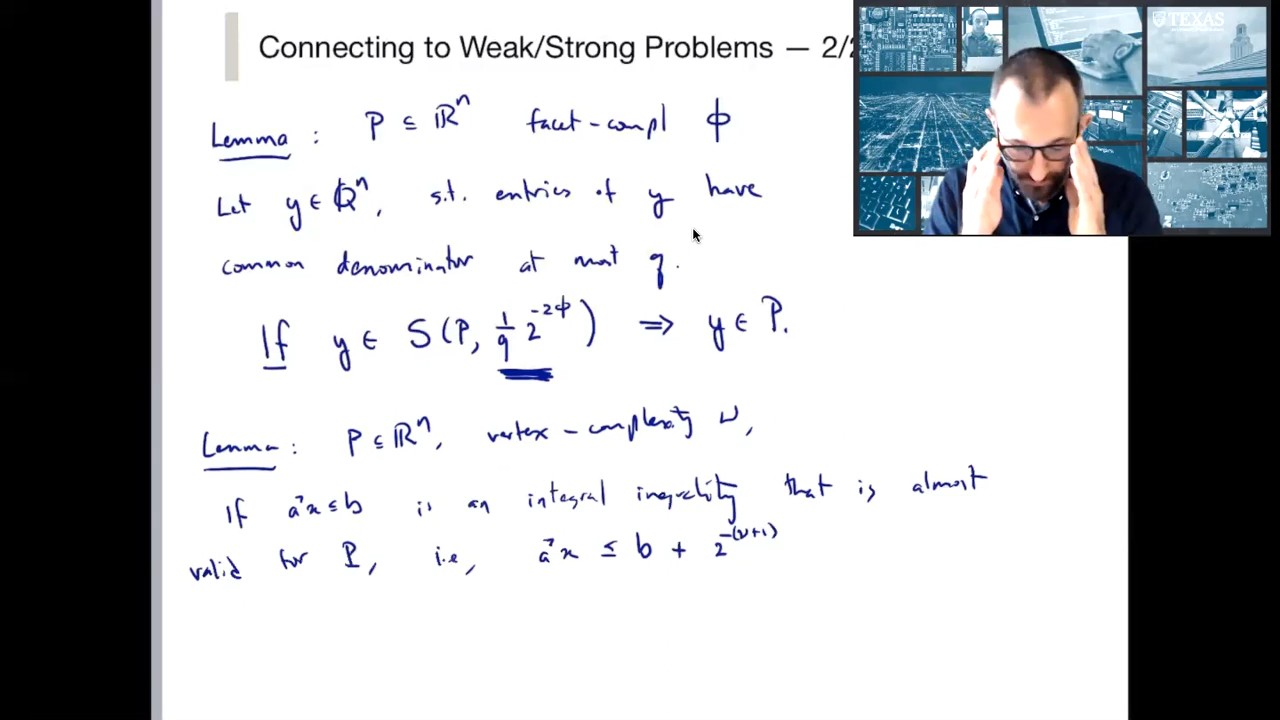 Connecting to Weak/Strong Problems — 2/2
TEXAS
Lemma : P ⊆ ℝⁿ facet-compl ϕ
Let y ∈ ℚⁿ, s.t. entries of y have
common denominator at most q.
If y ∈ S(P, 1/q 2^{-2ϕ}) ⇒ y ∈ P.
Lemma : P ⊆ ℝⁿ, vertex-complexity ν,
If aᵀx ≤ b is an integral inequality that is almost
valid for P, i.e, aᵀx ≤ b + 2^{-(ν+1)}